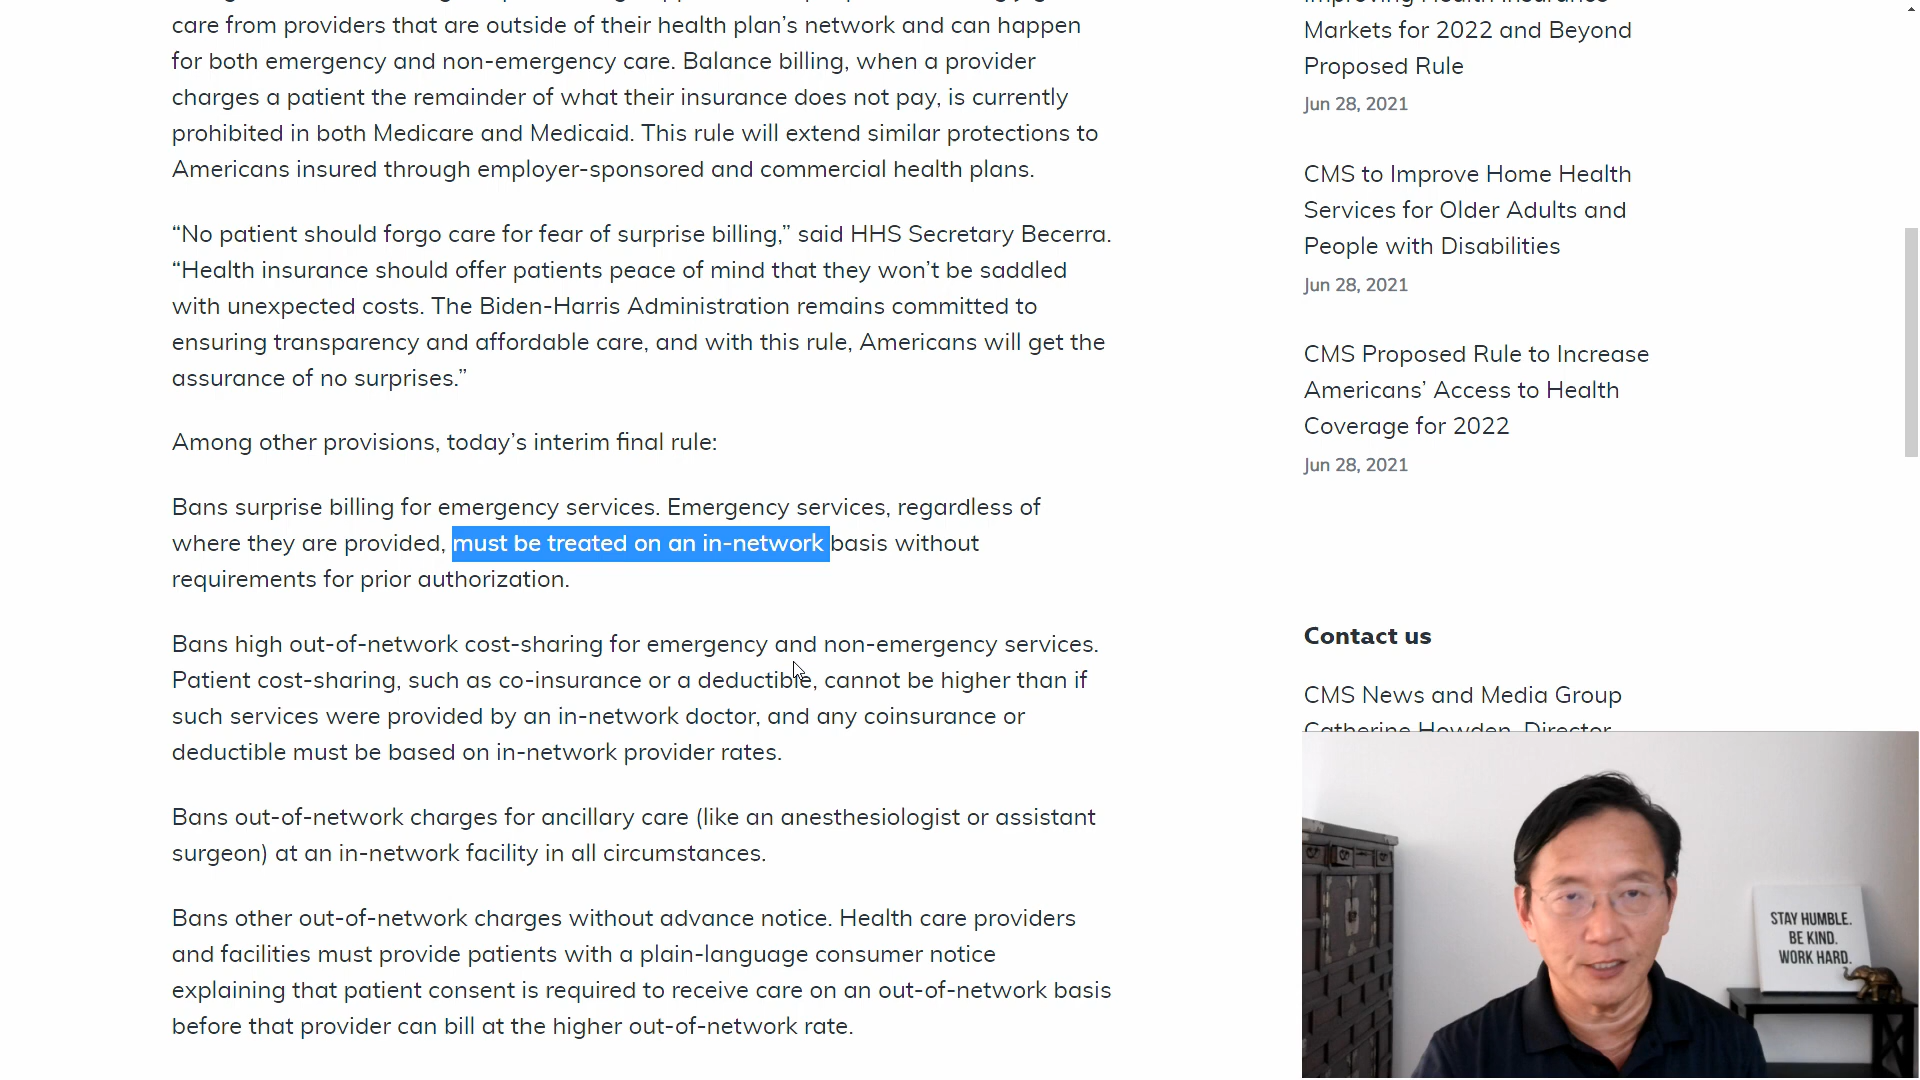 care from providers that are outside of their health plan’s network and can happen
for both emergency and non-emergency care. Balance billing, when a provider
charges a patient the remainder of what their insurance does not pay, is currently
prohibited in both Medicare and Medicaid. This rule will extend similar protections to
Americans insured through employer-sponsored and commercial health plans.
“No patient should forgo care for fear of surprise billing,” said HHS Secretary Becerra.
“Health insurance should offer patients peace of mind that they won’t be saddled
with unexpected costs. The Biden-Harris Administration remains committed to
ensuring transparency and affordable care, and with this rule, Americans will get the
assurance of no surprises.”
Among other provisions, today’s interim final rule:
Bans surprise billing for emergency services. Emergency services, regardless of
where they are provided, must be treated on an in-network basis without
requirements for prior authorization.
Bans high out-of-network cost-sharing for emergency and non-emergency services.
Patient cost-sharing, such as co-insurance or a deductible, cannot be higher than if
such services were provided by an in-network doctor, and any coinsurance or
deductible must be based on in-network provider rates.
Bans out-of-network charges for ancillary care (like an anesthesiologist or assistant
surgeon) at an in-network facility in all circumstances.
Bans other out-of-network charges without advance notice. Health care providers
and facilities must provide patients with a plain-language consumer notice
explaining that patient consent is required to receive care on an out-of-network basis
before that provider can bill at the higher out-of-network rate.
Improving Health Insurance
Markets for 2022 and Beyond
Proposed Rule
Jun 28, 2021
CMS to Improve Home Health
Services for Older Adults and
People with Disabilities
Jun 28, 2021
CMS Proposed Rule to Increase
Americans’ Access to Health
Coverage for 2022
Jun 28, 2021
Contact us
CMS News and Media Group
Catherine Howden, Director
STAY HUMBLE.
BE KIND.
WORK HARD.